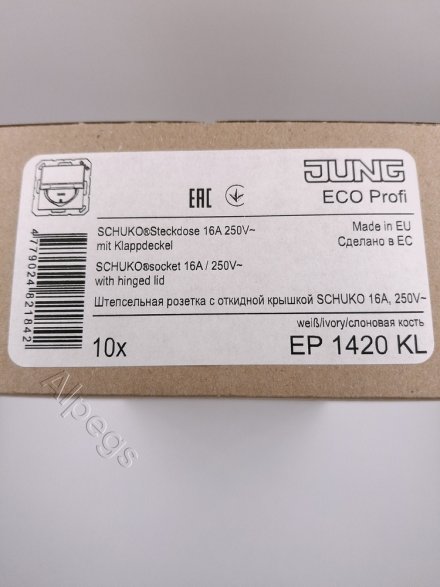 JUNG
ECO Profi
EAC
SCHUKO®Steckdose 16A 250V~
mit Klappdeckel
Made in EU
Сделано в ЕС
SCHUKO®socket 16A / 250V~
with hinged lid
Штепсельная розетка с откидной крышкой SCHUKO 16A, 250V~
weiß/ivory/слоновая кость
10x
EP 1420 KL
4779024821842
Alpegs